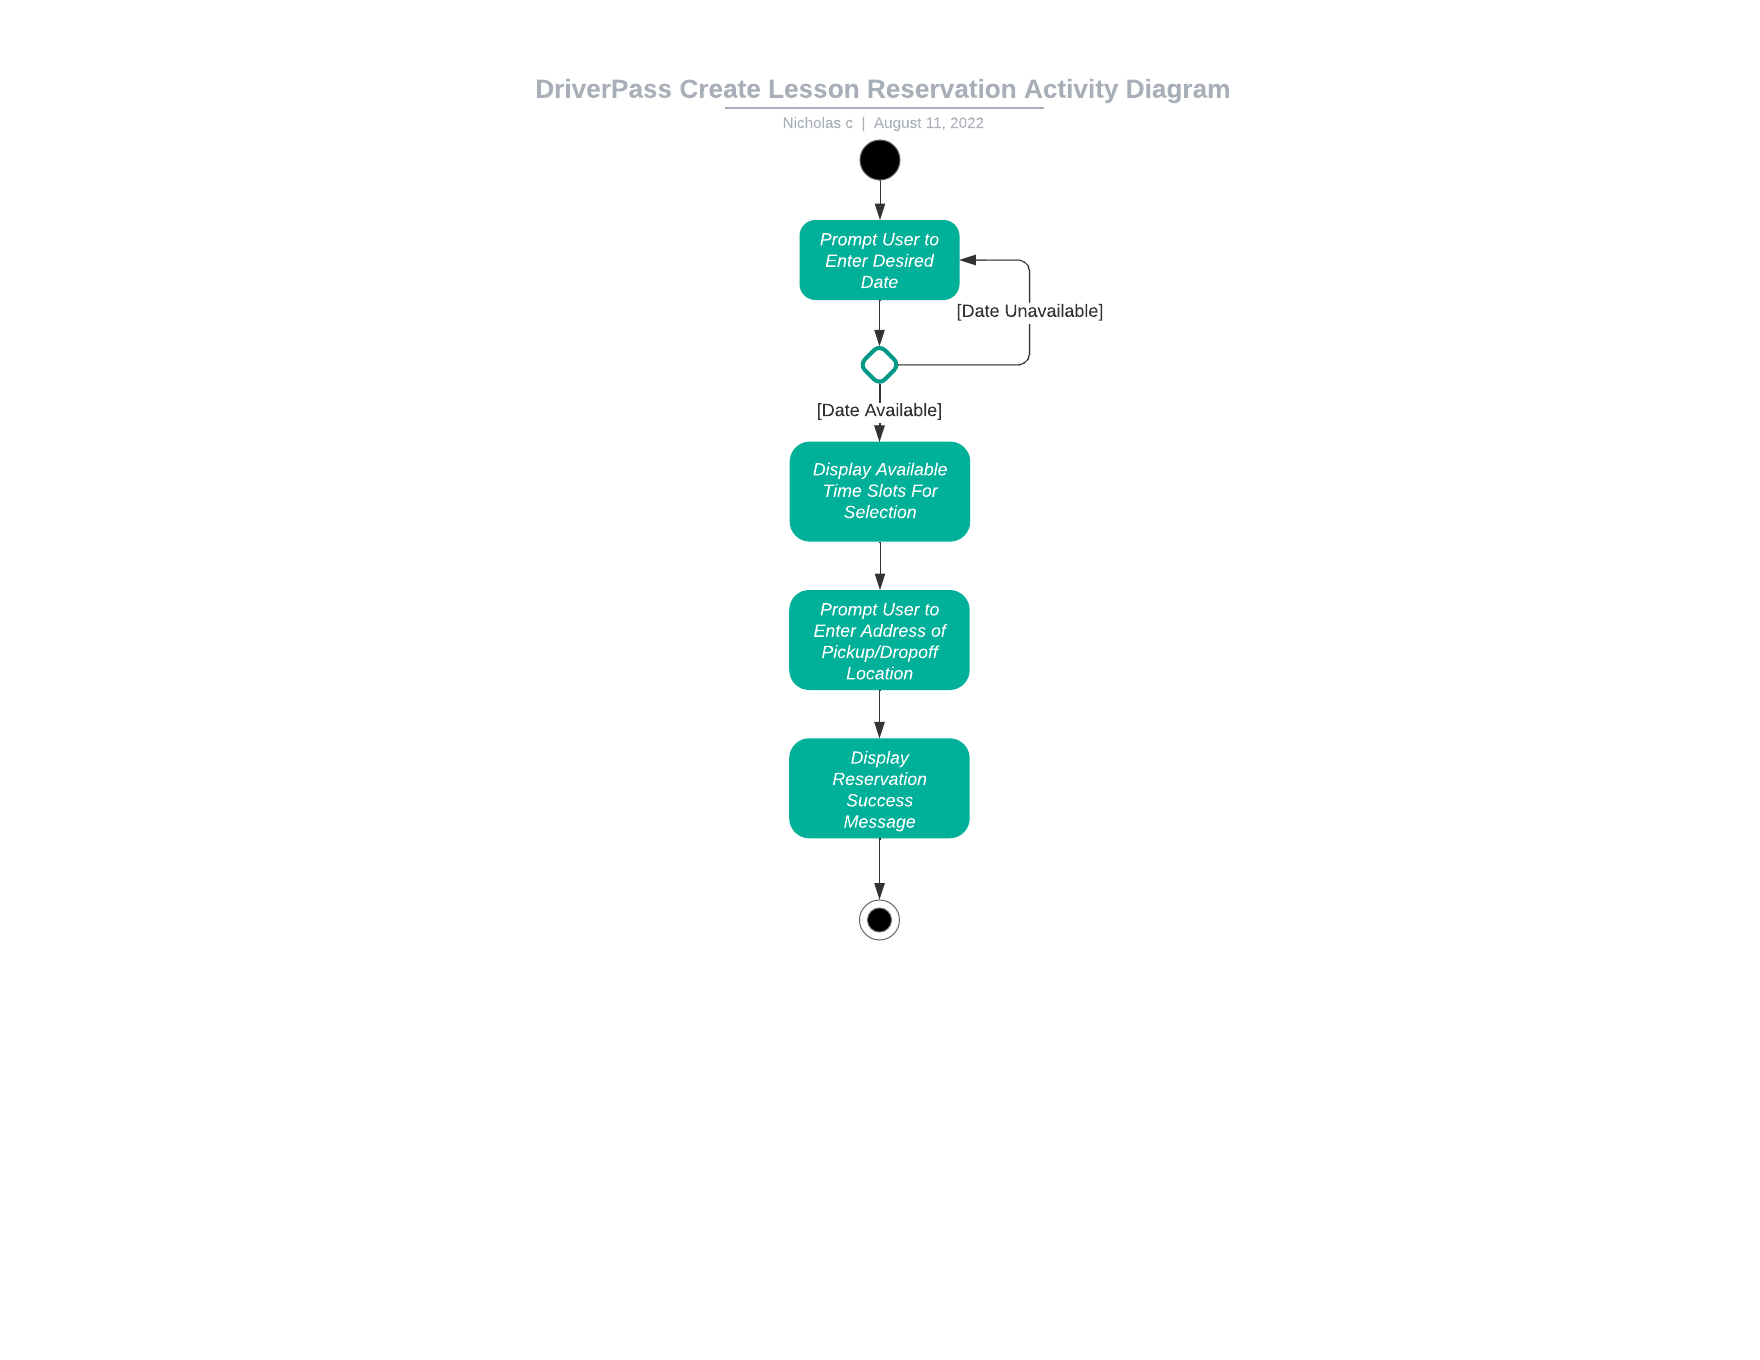 DriverPass Create Lesson Reservation Activity Diagram
Nicholas c | August 11, 2022
Prompt User to
Enter Desired
Date
[Date Unavailable]
[Date Available]
Display Available
Time Slots For
Selection
Prompt User to
Enter Address of
Pickup/Dropoff
Location
Display
Reservation
Success
Message